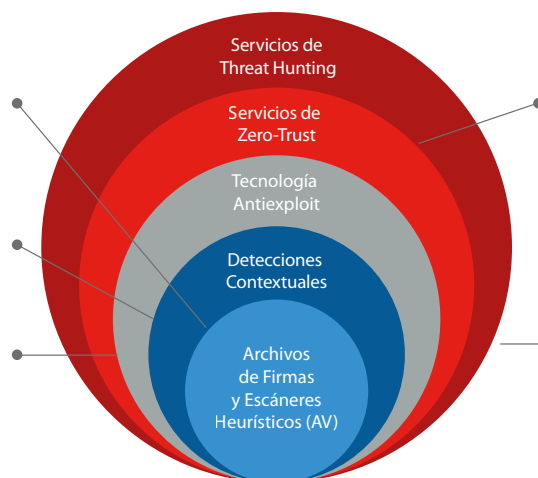 Servicios de
Threat Hunting
Servicios de
Zero-Trust
Tecnología
Antiexploit
Detecciones
Contextuales
Archivos
de Firmas
y Escáneres
Heurísticos (AV)